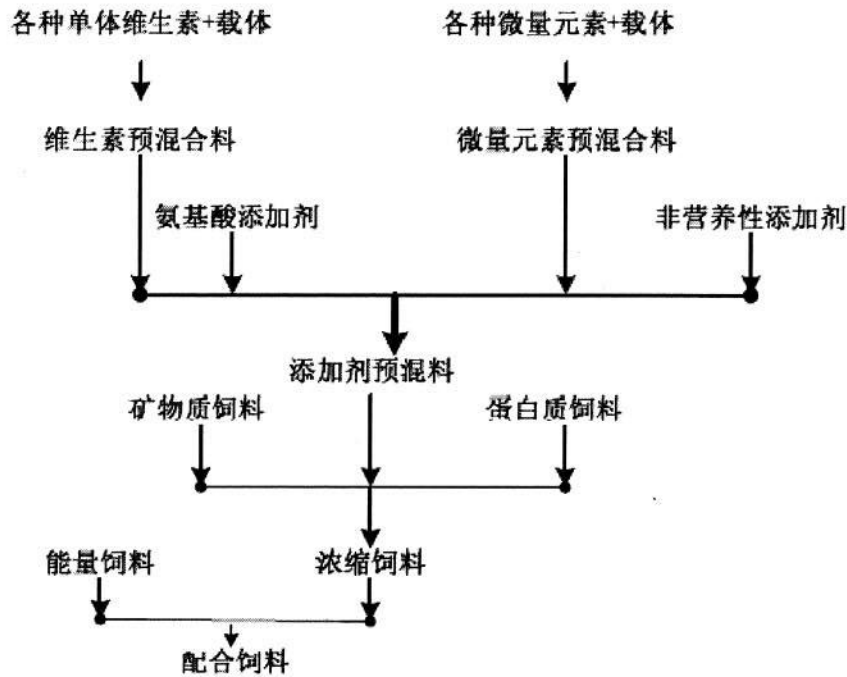 各种单体维生素+载体
各种微量元素+载体
维生素预混合料
微量元素预混合料
氨基酸添加剂
非营养性添加剂
添加剂预混料
矿物质饲料
蛋白质饲料
能量饲料
浓缩饲料
配合饲料